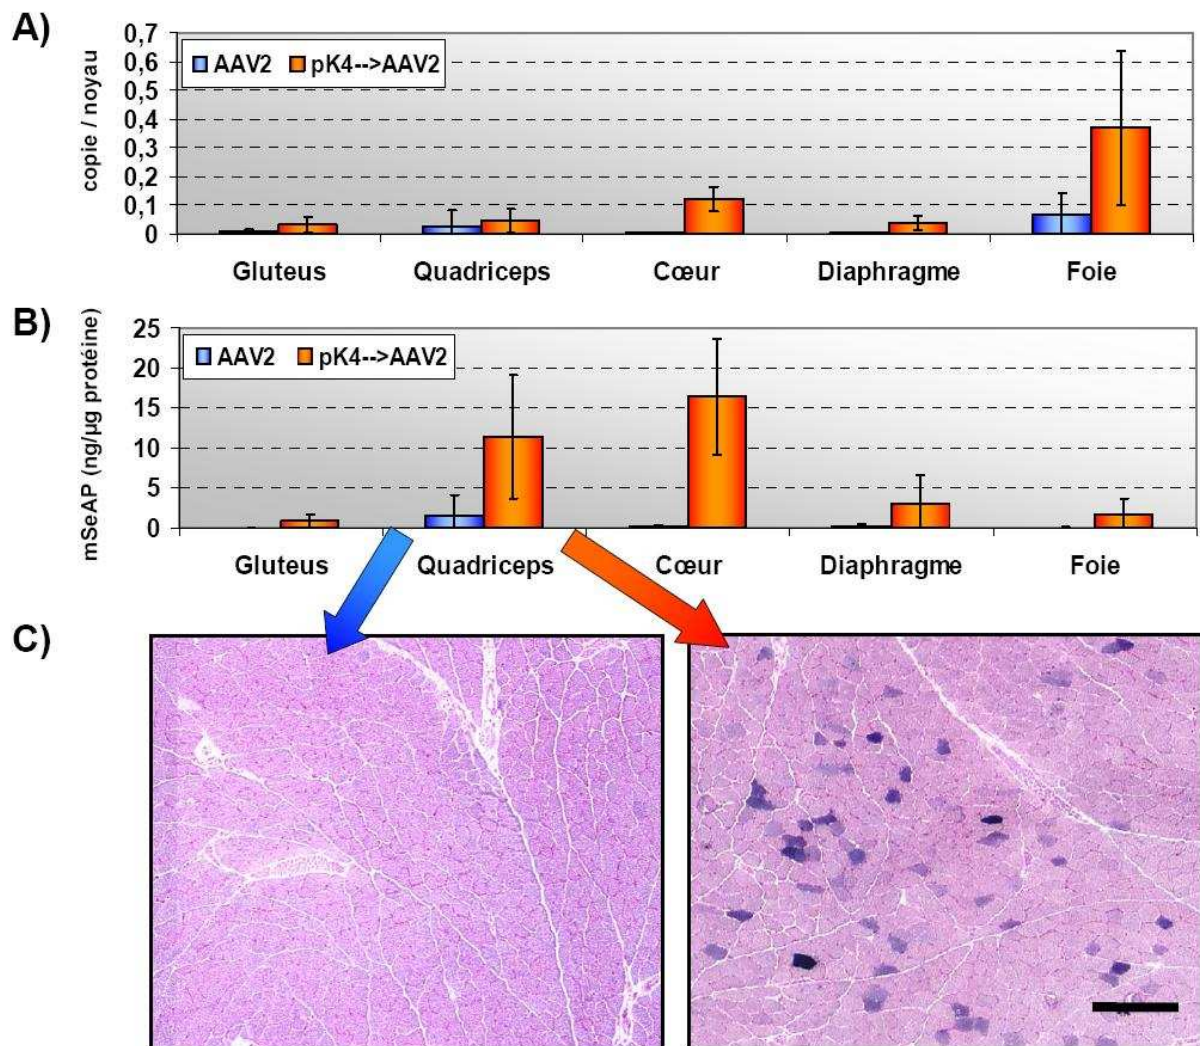 A)
copie / noyau
0,7
0,6
0,5
0,4
0,3
0,2
0,1
0
AAV2 pK4-->AAV2
Gluteus Quadriceps Cœur Diaphragme Foie
B)
mSeAP (ng/µg protéine)
25
20
15
10
5
0
AAV2 pK4-->AAV2
Gluteus Quadriceps Cœur Diaphragme Foie
C)